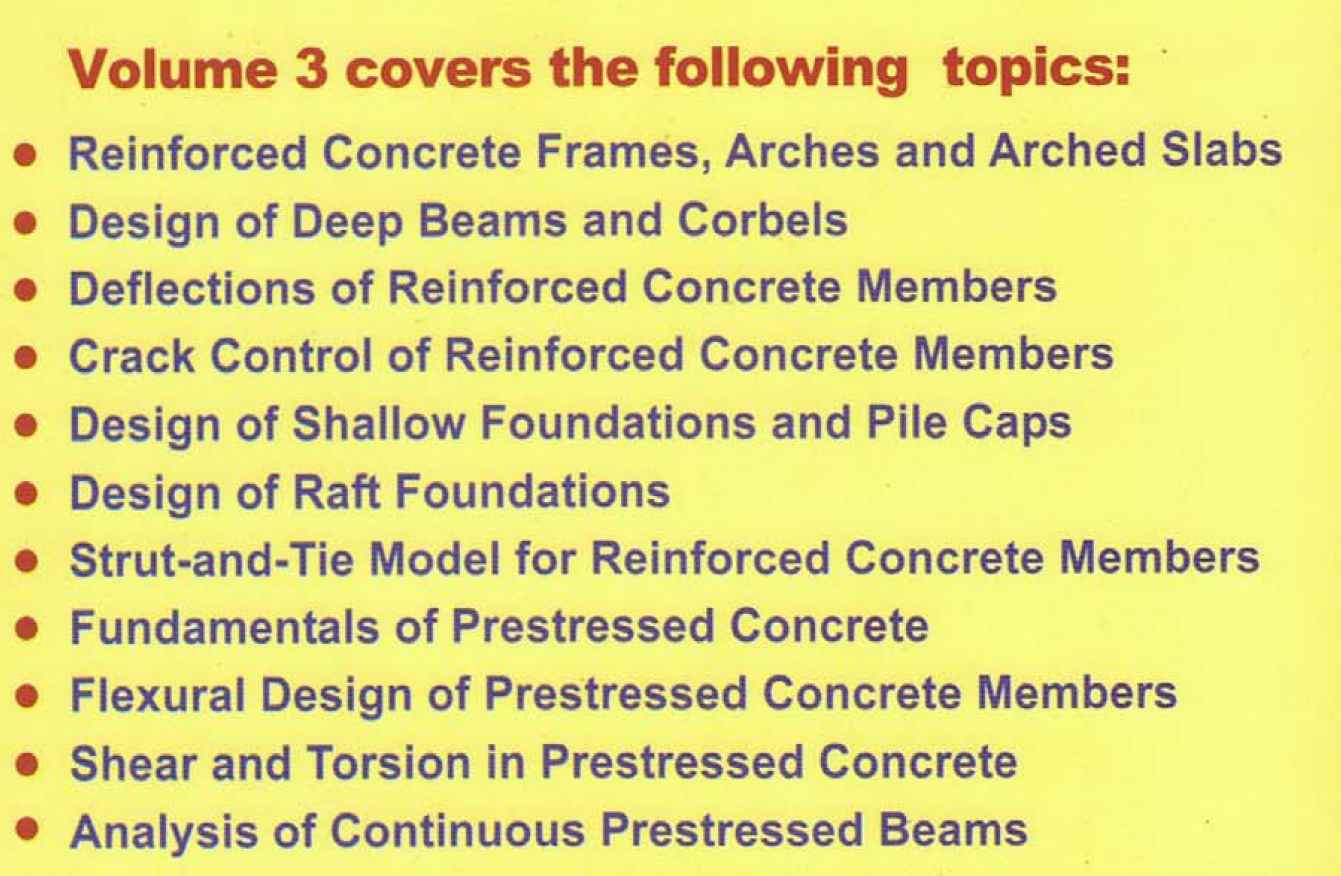 Volume 3 covers the following topics:
• Reinforced Concrete Frames, Arches and Arched Slabs
• Design of Deep Beams and Corbels
• Deflections of Reinforced Concrete Members
• Crack Control of Reinforced Concrete Members
• Design of Shallow Foundations and Pile Caps
• Design of Raft Foundations
• Strut-and-Tie Model for Reinforced Concrete Members
• Fundamentals of Prestressed Concrete
• Flexural Design of Prestressed Concrete Members
• Shear and Torsion in Prestressed Concrete
• Analysis of Continuous Prestressed Beams